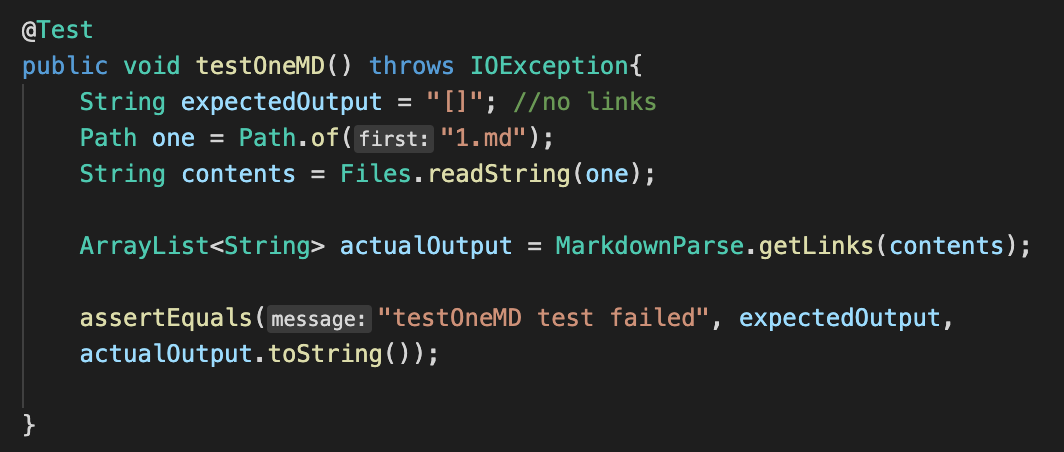 @Test
public void testOneMD() throws IOException{
    String expectedOutput = "[]"; //no links
    Path one = Path.of(first: "1.md");
    String contents = Files.readString(one);

    ArrayList<String> actualOutput = MarkdownParse.getLinks(contents);

    assertEquals(message: "testOneMD test failed", expectedOutput,
    actualOutput.toString());

}